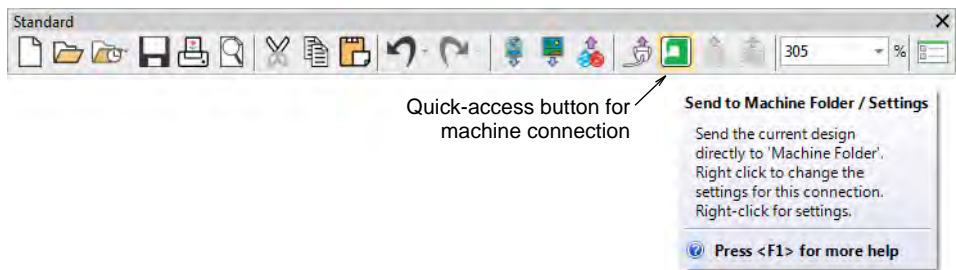 Standard
305
%
Quick-access button for
machine connection
Send to Machine Folder / Settings
Send the current design
directly to 'Machine Folder'.
Right click to change the
settings for this connection.
Right-click for settings.
Press <F1> for more help